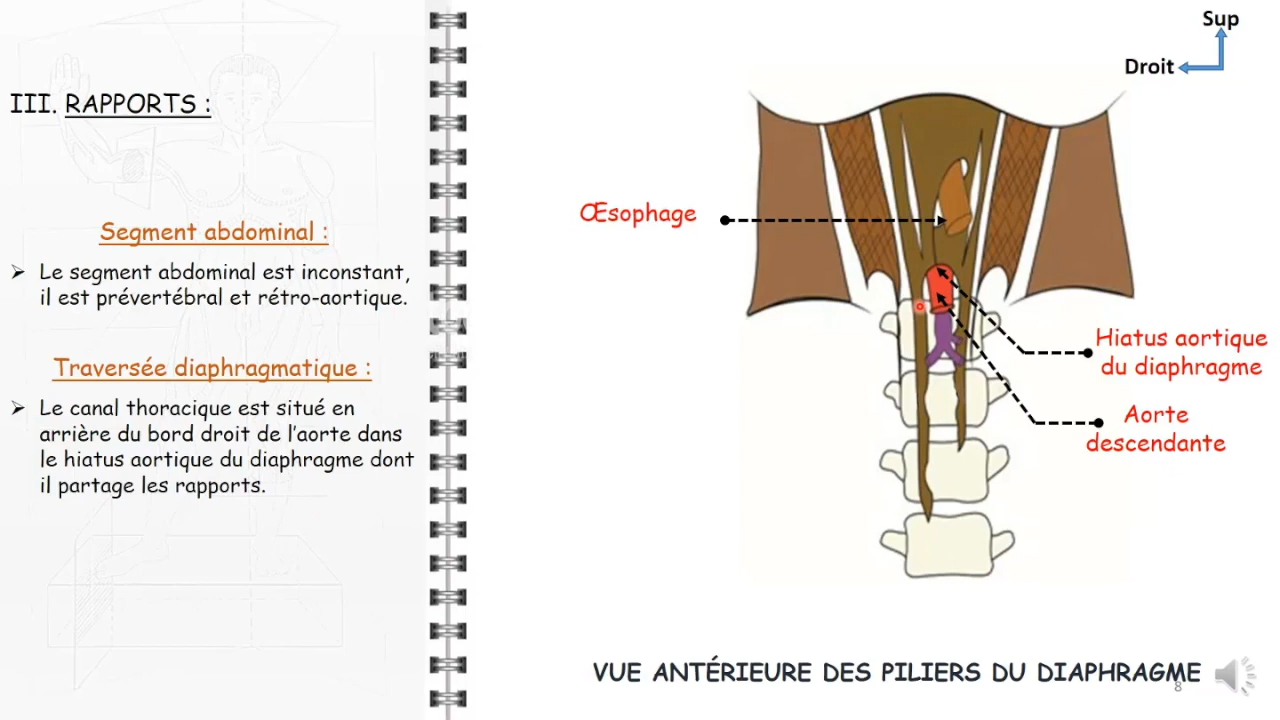 III. RAPPORTS :
Segment abdominal :
➢ Le segment abdominal est inconstant,
il est prévertébral et rétro-aortique.
Traversée diaphragmatique :
➢ Le canal thoracique est situé en
arrière du bord droit de l’aorte dans
le hiatus aortique du diaphragme dont
il partage les rapports.
Sup
Droit
Œsophage
Hiatus aortique
du diaphragme
Aorte
descendante
VUE ANTÉRIEURE DES PILIERS DU DIAPHRAGME
8